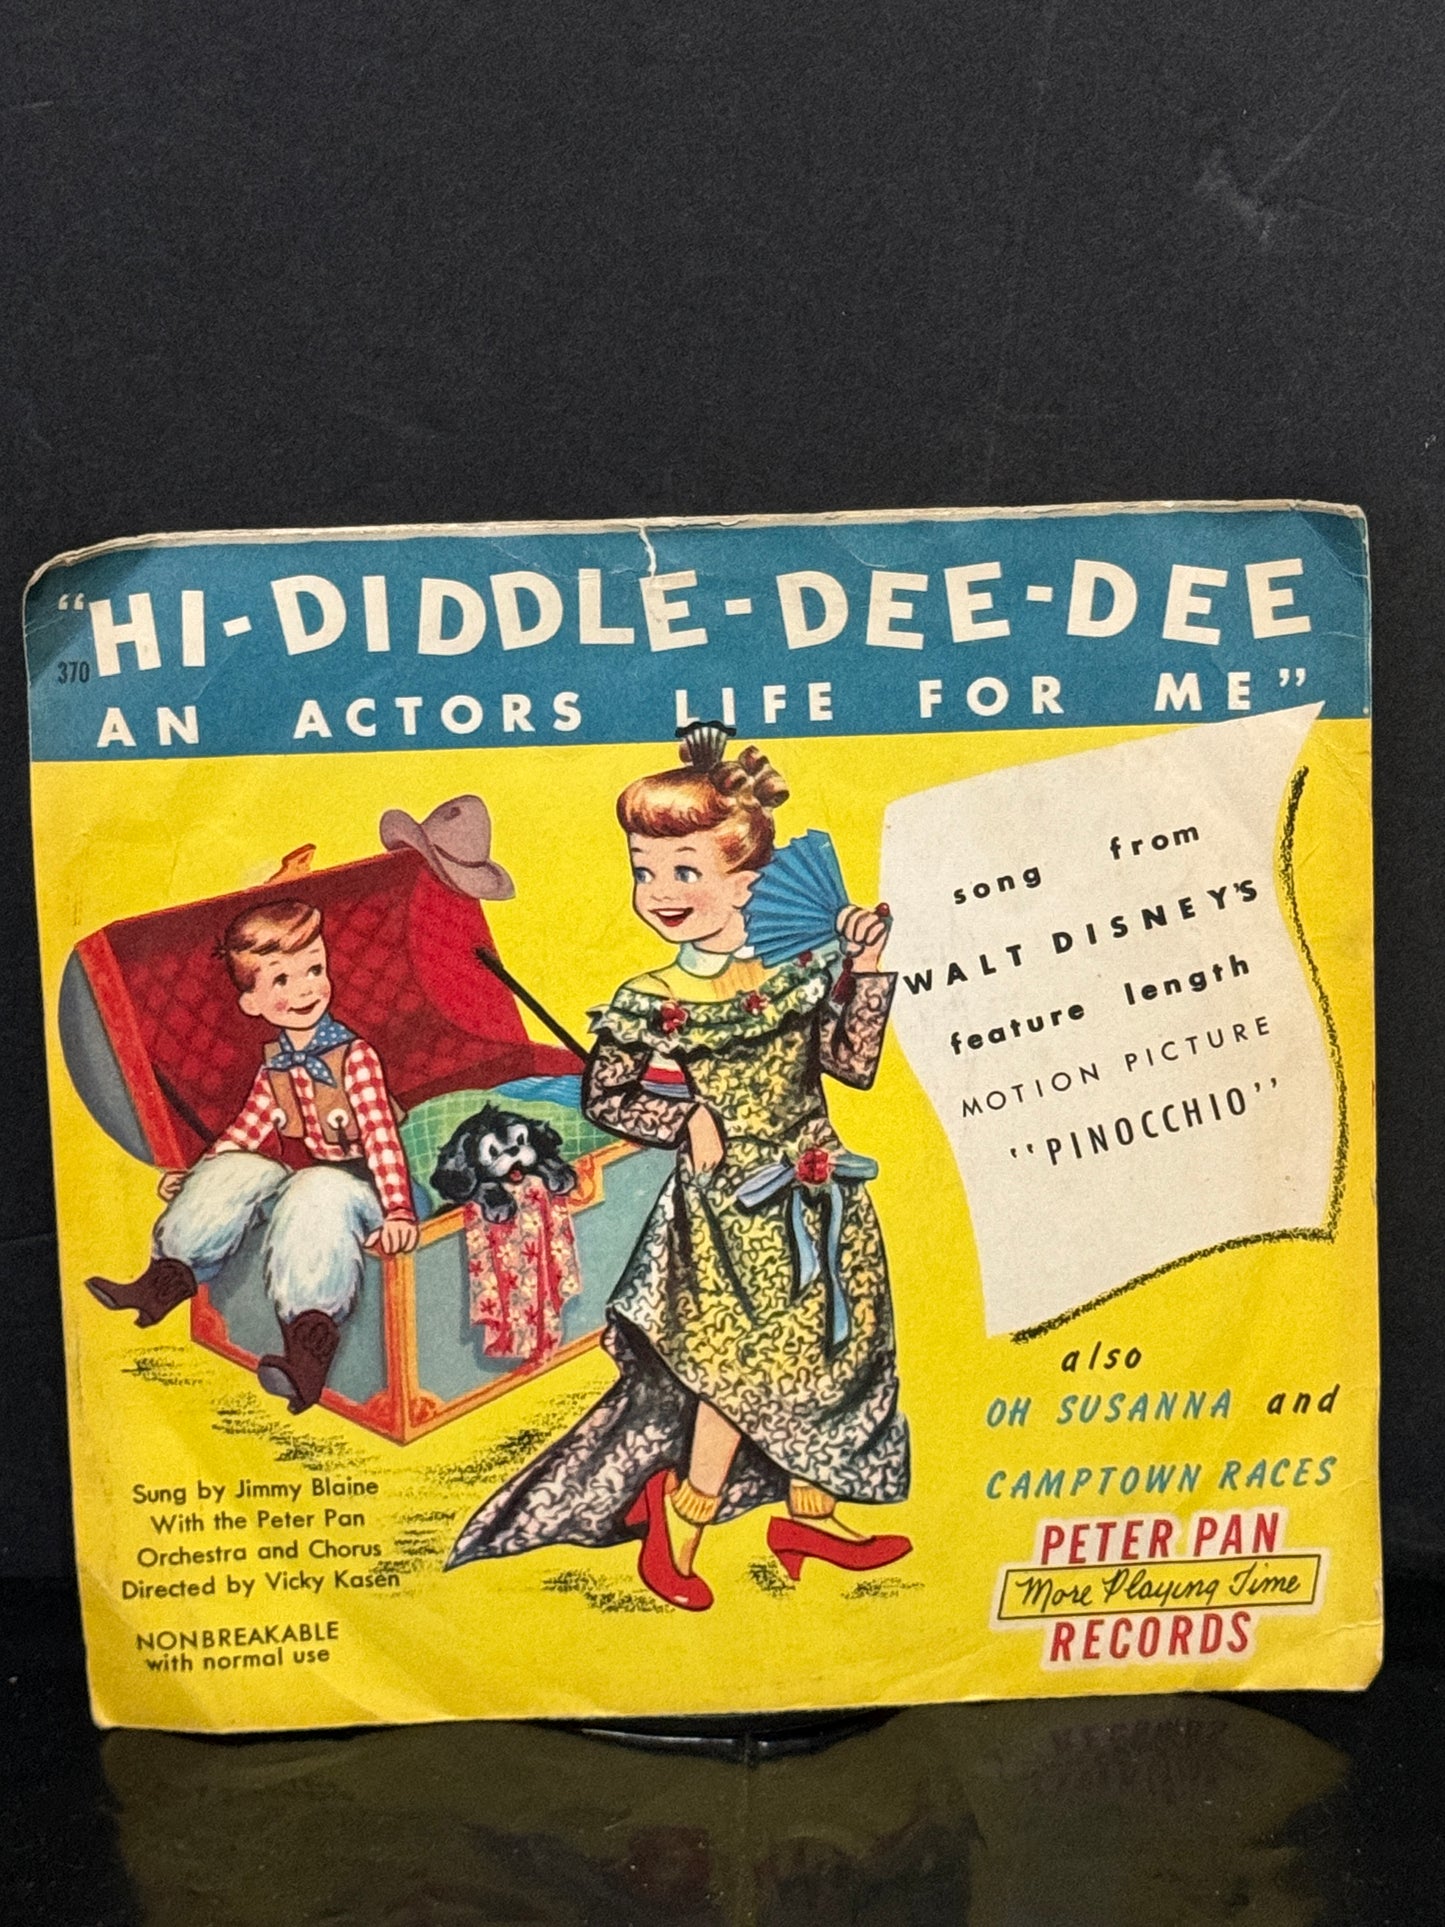 "HI-DIDDLE-DEE-DEE
370
AN ACTORS LIFE FOR ME"
song from
WALT DISNEY'S
feature length
MOTION PICTURE
"PINOCCHIO"
also
OH SUSANNA and
CAMPTOWN RACES
PETER PAN
More Playing Time
RECORDS
Sung by Jimmy Blaine
With the Peter Pan
Orchestra and Chorus
Directed by Vicky Kasen
NONBREAKABLE
with normal use